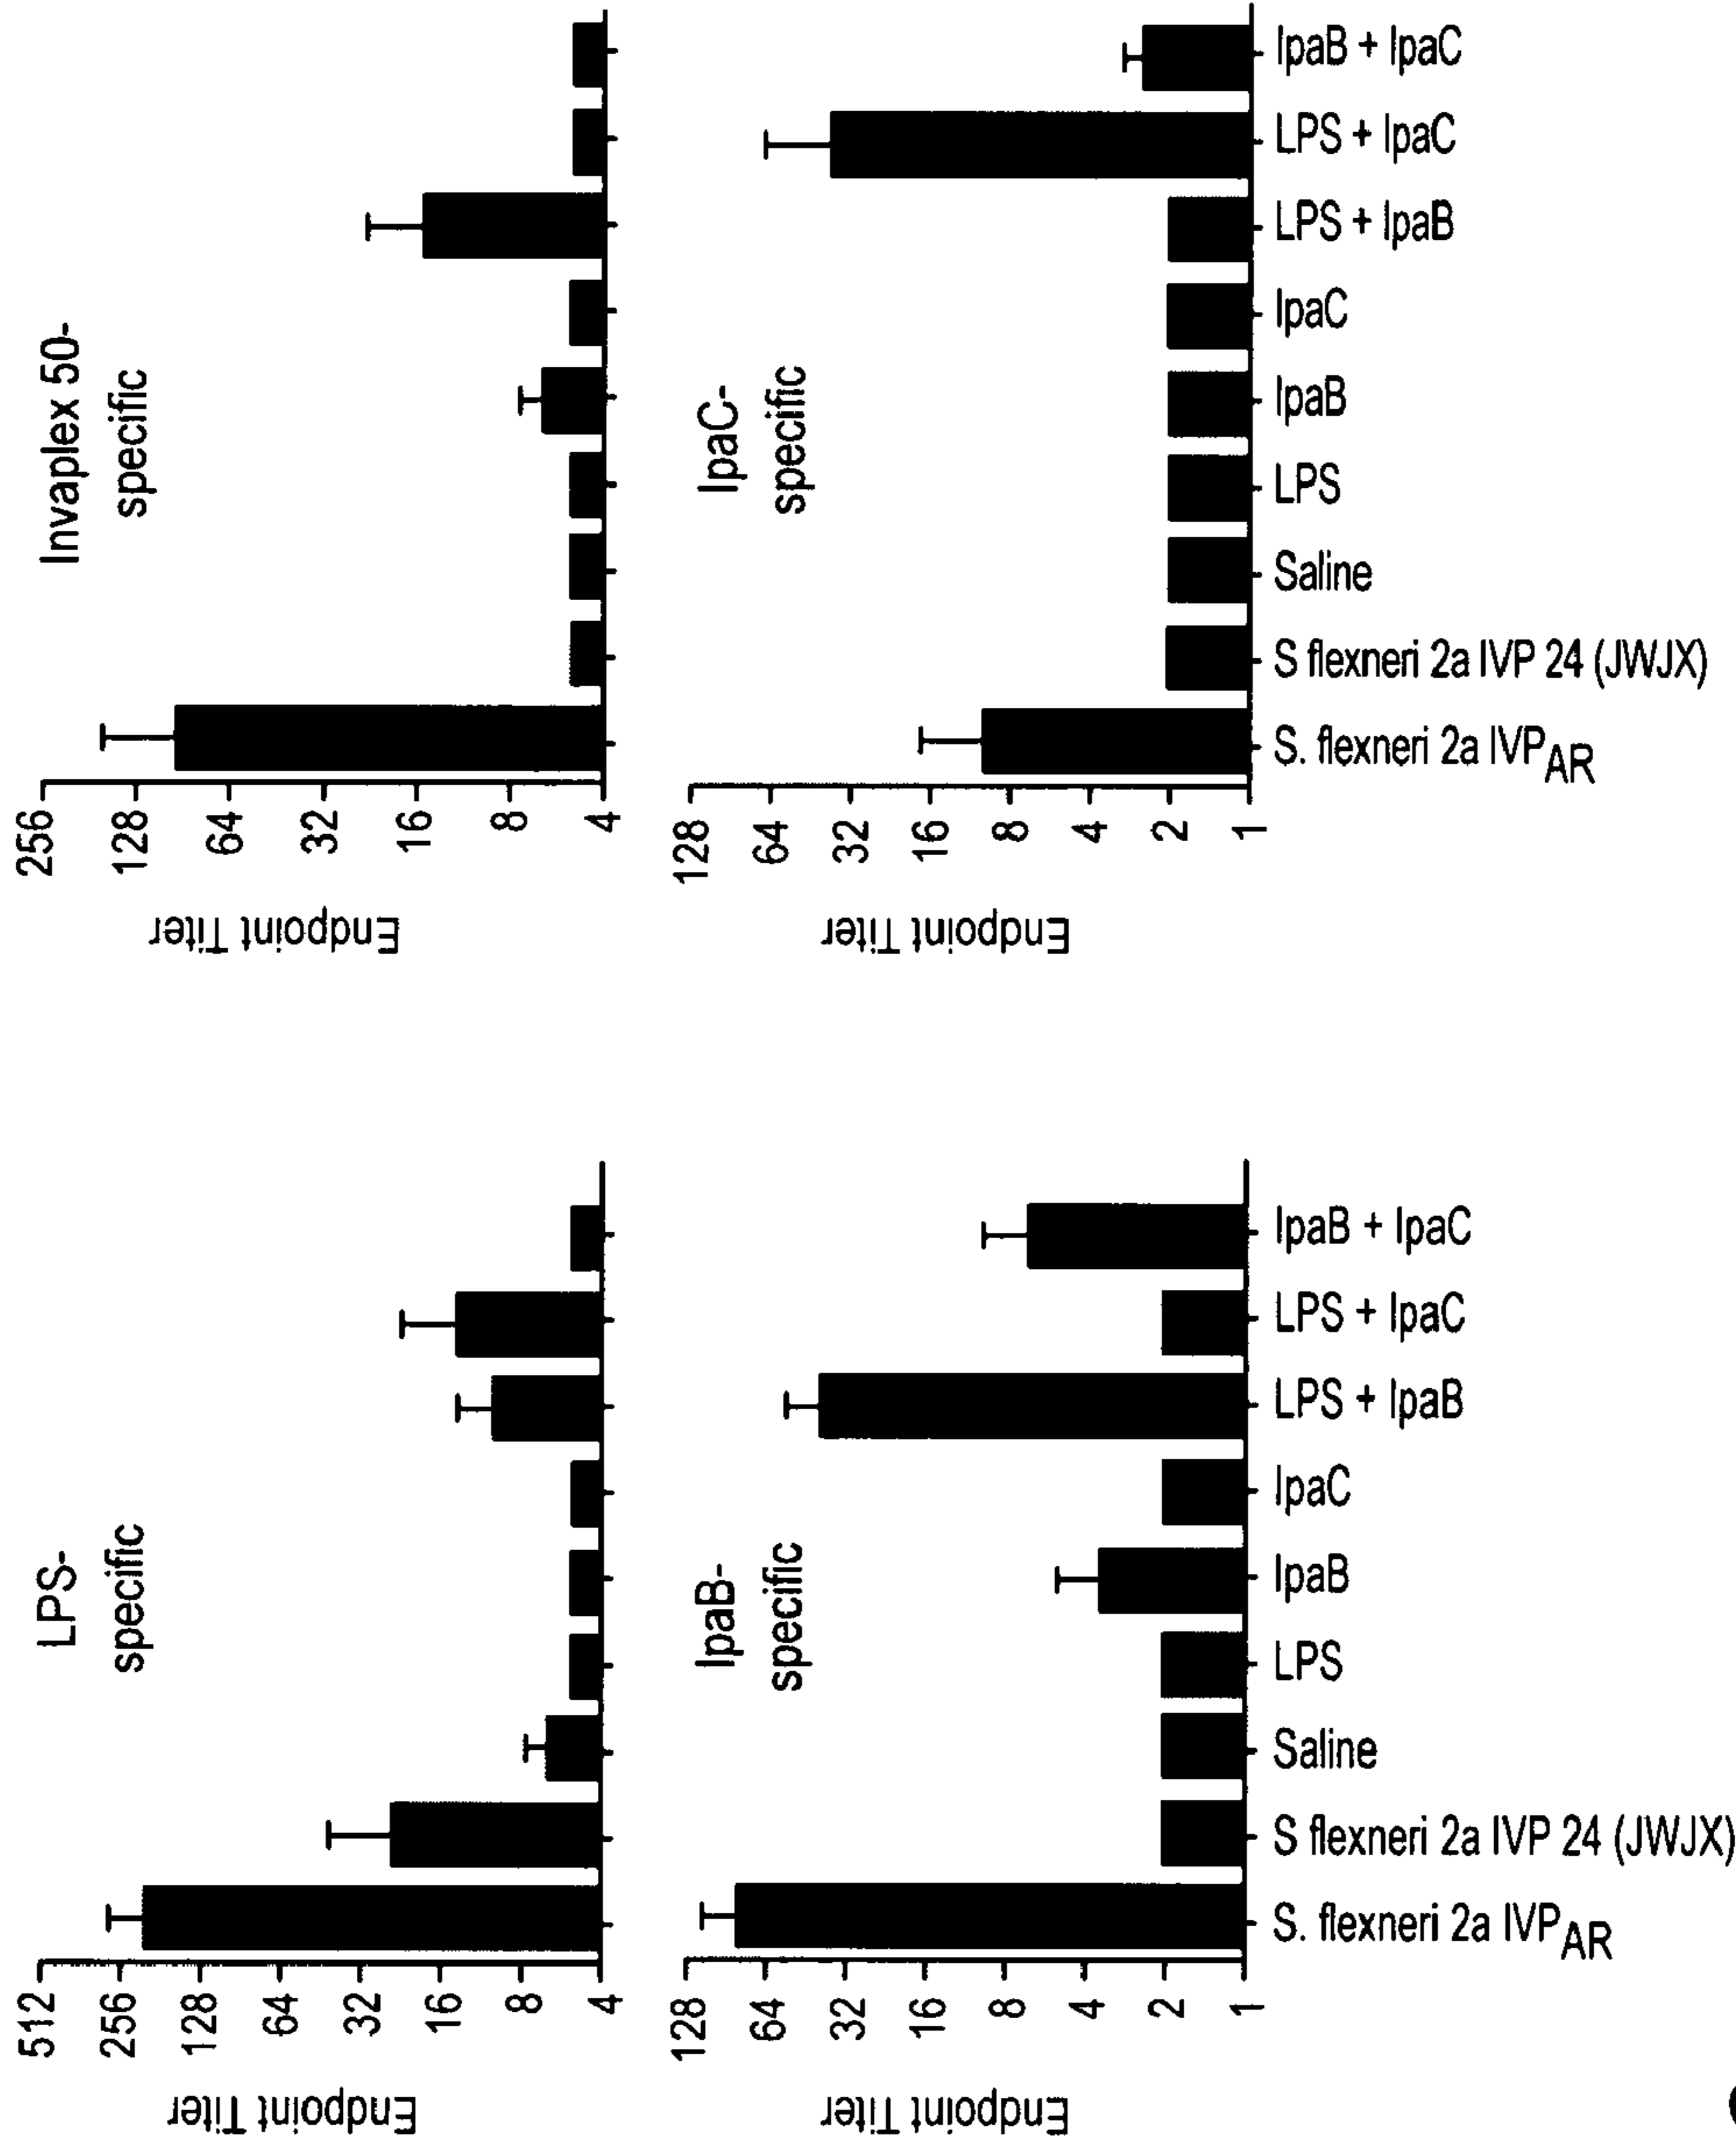 LPS-
specific
Endpoint Titer
512
256
128
64
32
16
8
4
Invaplex 50-
specific
Endpoint Titer
256
128
64
32
16
8
4
IpaB-
specific
Endpoint Titer
128
64
32
16
8
4
2
1
S. flexneri 2a IVPAR
S flexneri 2a IVP 24 (JWJX)
Saline
LPS
IpaB
IpaC
LPS + IpaB
LPS + IpaC
IpaB + IpaC
IpaC-
specific
Endpoint Titer
128
64
32
16
8
4
2
1
S. flexneri 2a IVPAR
S flexneri 2a IVP 24 (JWJX)
Saline
LPS
IpaB
IpaC
LPS + IpaB
LPS + IpaC
IpaB + IpaC